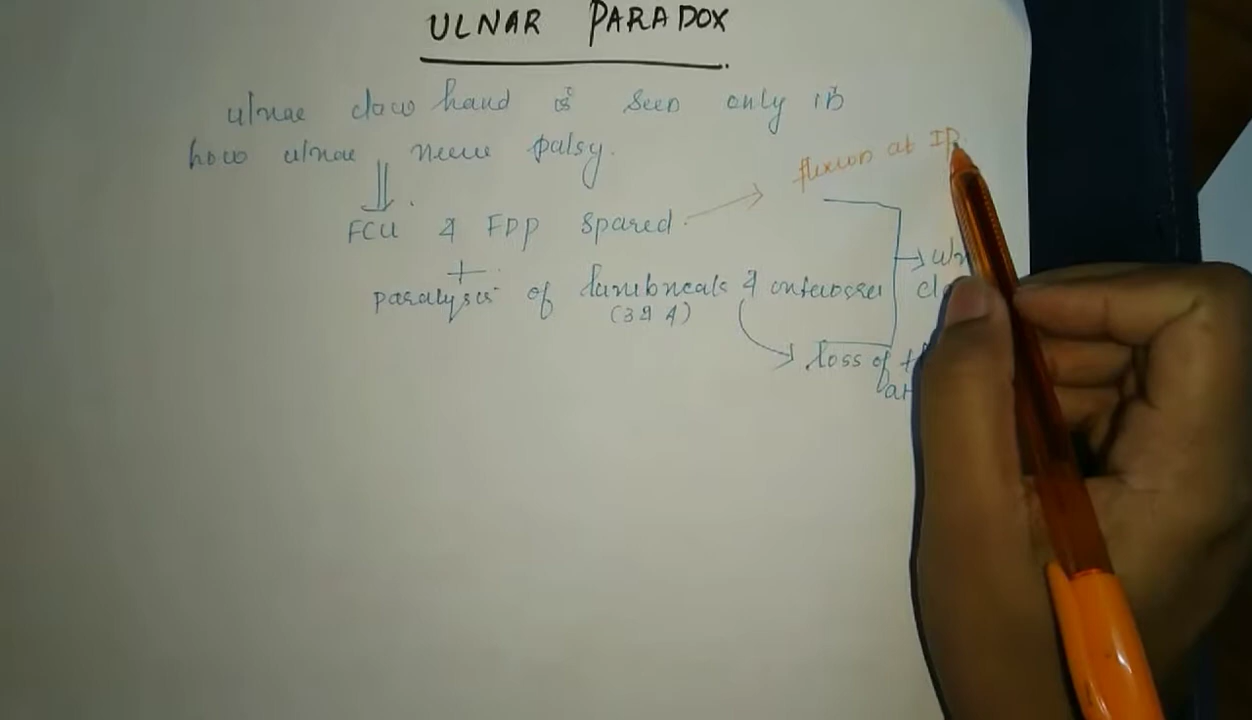 ULNAR PARADOX
ulnar claw hand is seen only in
low ulnar nerve palsy.
flexion at IP
FCU & FDP spared
+
paralysis of lumbricals & interossei
(3 & 4)
loss of